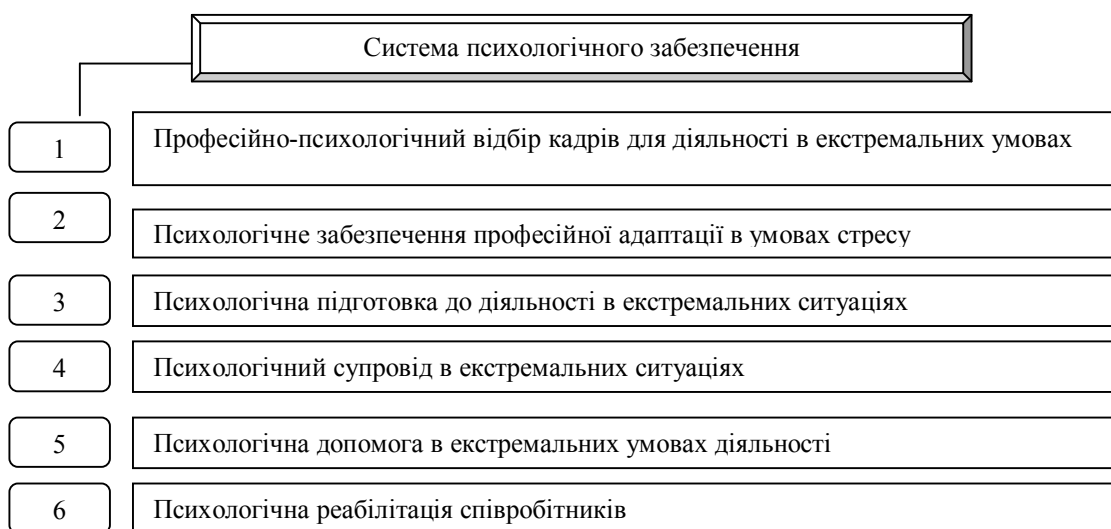 Система психологічного забезпечення
1 Професійно-психологічний відбір кадрів для діяльності в екстремальних умовах
2 Психологічне забезпечення професійної адаптації в умовах стресу
3 Психологічна підготовка до діяльності в екстремальних ситуаціях
4 Психологічний супровід в екстремальних ситуаціях
5 Психологічна допомога в екстремальних умовах діяльності
6 Психологічна реабілітація співробітників